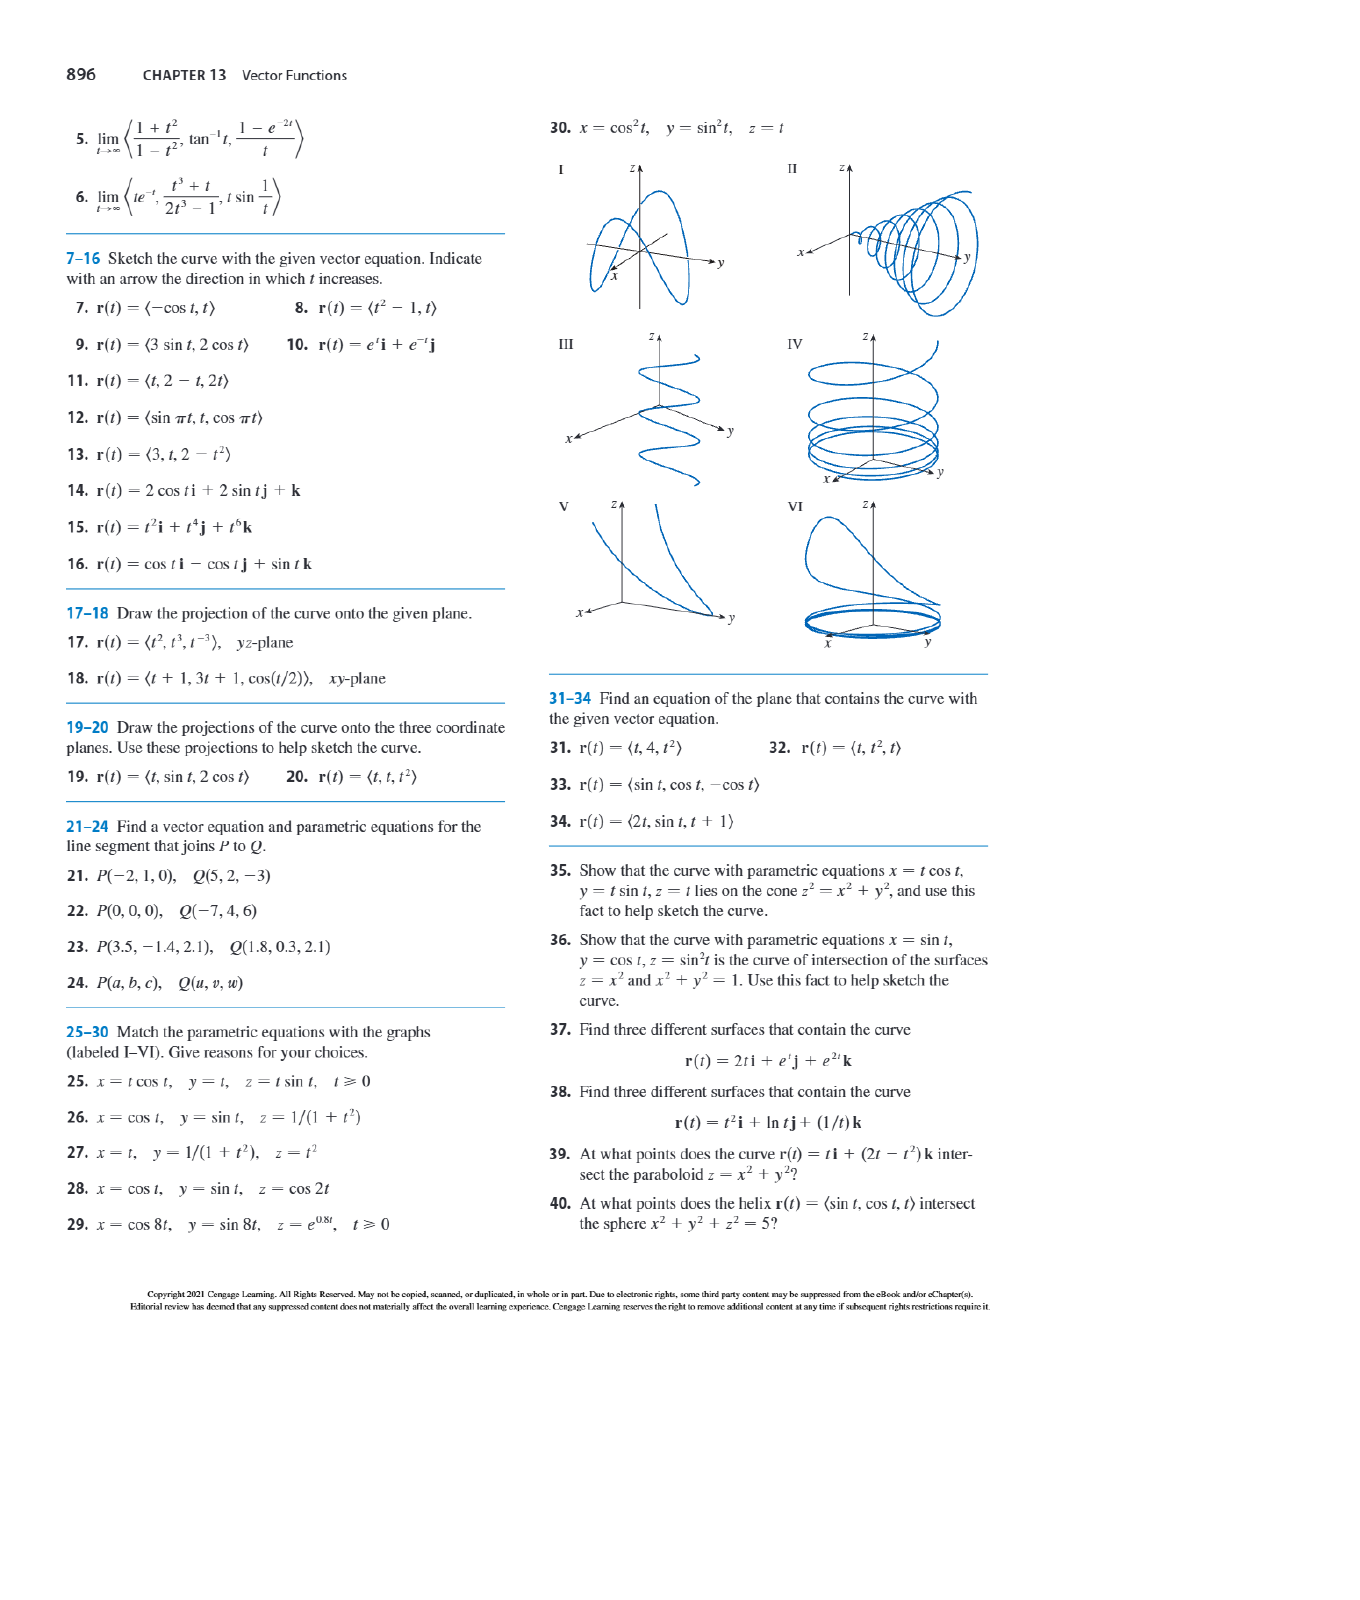 896 CHAPTER 13 Vector Functions
5. lim t→∞ ⟨(1 + t²)/(1 − t²), tan⁻¹t, (1 − e⁻²ᵗ)/t⟩
6. lim t→∞ ⟨te⁻ᵗ, (t³ + t)/(2t³ − 1), t sin 1/t⟩
7–16 Sketch the curve with the given vector equation. Indicate
with an arrow the direction in which t increases.
7. r(t) = ⟨−cos t, t⟩ 8. r(t) = ⟨t² − 1, t⟩
9. r(t) = ⟨3 sin t, 2 cos t⟩ 10. r(t) = eᵗi + e⁻ᵗj
11. r(t) = ⟨t, 2 − t, 2t⟩
12. r(t) = ⟨sin πt, t, cos πt⟩
13. r(t) = ⟨3, t, 2 − t²⟩
14. r(t) = 2 cos t i + 2 sin t j + k
15. r(t) = t²i + t⁴j + t⁶k
16. r(t) = cos t i − cos t j + sin t k
17–18 Draw the projection of the curve onto the given plane.
17. r(t) = ⟨t², t³, t⁻³⟩, yz-plane
18. r(t) = ⟨t + 1, 3t + 1, cos(t/2)⟩, xy-plane
19–20 Draw the projections of the curve onto the three coordinate
planes. Use these projections to help sketch the curve.
19. r(t) = ⟨t, sin t, 2 cos t⟩ 20. r(t) = ⟨t, t, t²⟩
21–24 Find a vector equation and parametric equations for the
line segment that joins P to Q.
21. P(−2, 1, 0), Q(5, 2, −3)
22. P(0, 0, 0), Q(−7, 4, 6)
23. P(3.5, −1.4, 2.1), Q(1.8, 0.3, 2.1)
24. P(a, b, c), Q(u, v, w)
25–30 Match the parametric equations with the graphs
(labeled I–VI). Give reasons for your choices.
25. x = t cos t, y = t, z = t sin t, t ⩾ 0
26. x = cos t, y = sin t, z = 1/(1 + t²)
27. x = t, y = 1/(1 + t²), z = t²
28. x = cos t, y = sin t, z = cos 2t
29. x = cos 8t, y = sin 8t, z = e⁰·⁸ᵗ, t ⩾ 0
30. x = cos²t, y = sin²t, z = t
I z y x
II z x y
III z x y
IV z x y
V z x y
VI z x y
31–34 Find an equation of the plane that contains the curve with
the given vector equation.
31. r(t) = ⟨t, 4, t²⟩ 32. r(t) = ⟨t, t², t⟩
33. r(t) = ⟨sin t, cos t, −cos t⟩
34. r(t) = ⟨2t, sin t, t + 1⟩
35. Show that the curve with parametric equations x = t cos t,
y = t sin t, z = t lies on the cone z² = x² + y², and use this
fact to help sketch the curve.
36. Show that the curve with parametric equations x = sin t,
y = cos t, z = sin²t is the curve of intersection of the surfaces
z = x² and x² + y² = 1. Use this fact to help sketch the
curve.
37. Find three different surfaces that contain the curve
r(t) = 2t i + eᵗj + e²ᵗk
38. Find three different surfaces that contain the curve
r(t) = t²i + ln t j + (1/t) k
39. At what points does the curve r(t) = t i + (2t − t²) k inter-
sect the paraboloid z = x² + y²?
40. At what points does the helix r(t) = ⟨sin t, cos t, t⟩ intersect
the sphere x² + y² + z² = 5?
Copyright 2021 Cengage Learning. All Rights Reserved. May not be copied, scanned, or duplicated, in whole or in part. Due to electronic rights, some third party content may be suppressed from the eBook and/or eChapter(s).
Editorial review has deemed that any suppressed content does not materially affect the overall learning experience. Cengage Learning reserves the right to remove additional content at any time if subsequent rights restrictions require it.